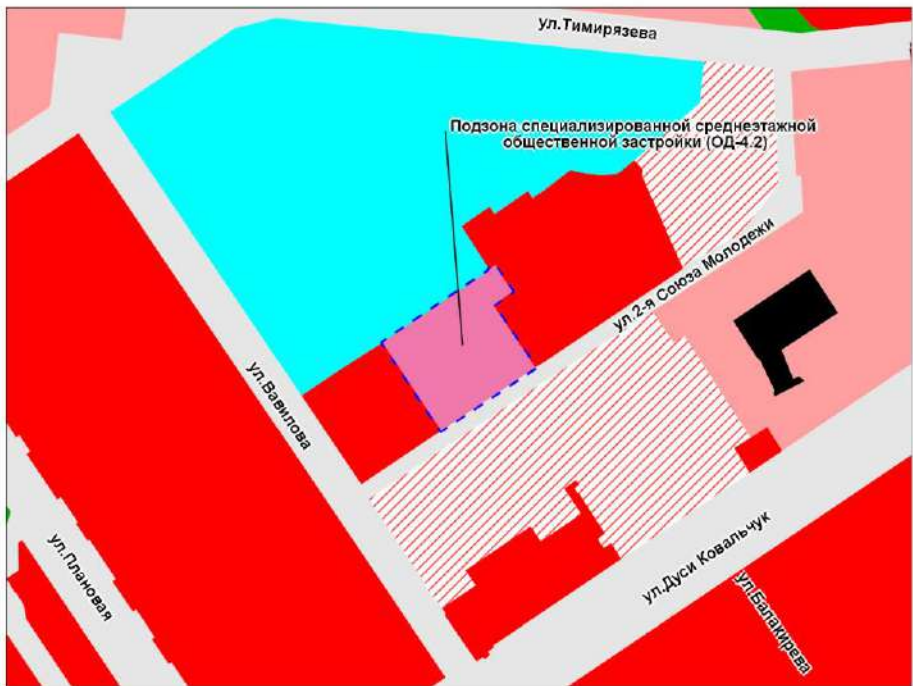 ул.Тимирязева
Подзона специализированной среднеэтажной
общественной застройки (ОД-4.2)
ул.2-я Союза Молодежи
ул.Вавилова
ул.Плановая
ул.Дуси Ковальчук
ул.Балакирева